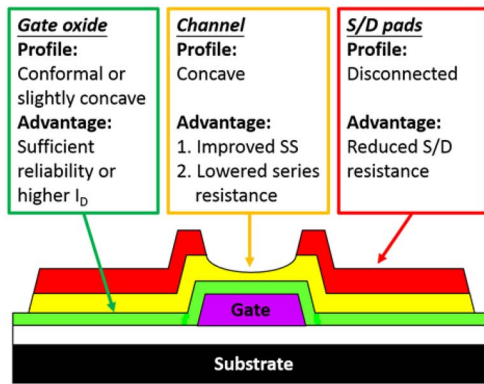 Gate oxide
Profile:
Conformal or
slightly concave
Advantage:
Sufficient
reliability or
higher I_D
Channel
Profile:
Concave
Advantage:
1. Improved SS
2. Lowered series
resistance
S/D pads
Profile:
Disconnected
Advantage:
Reduced S/D
resistance
Gate
Substrate